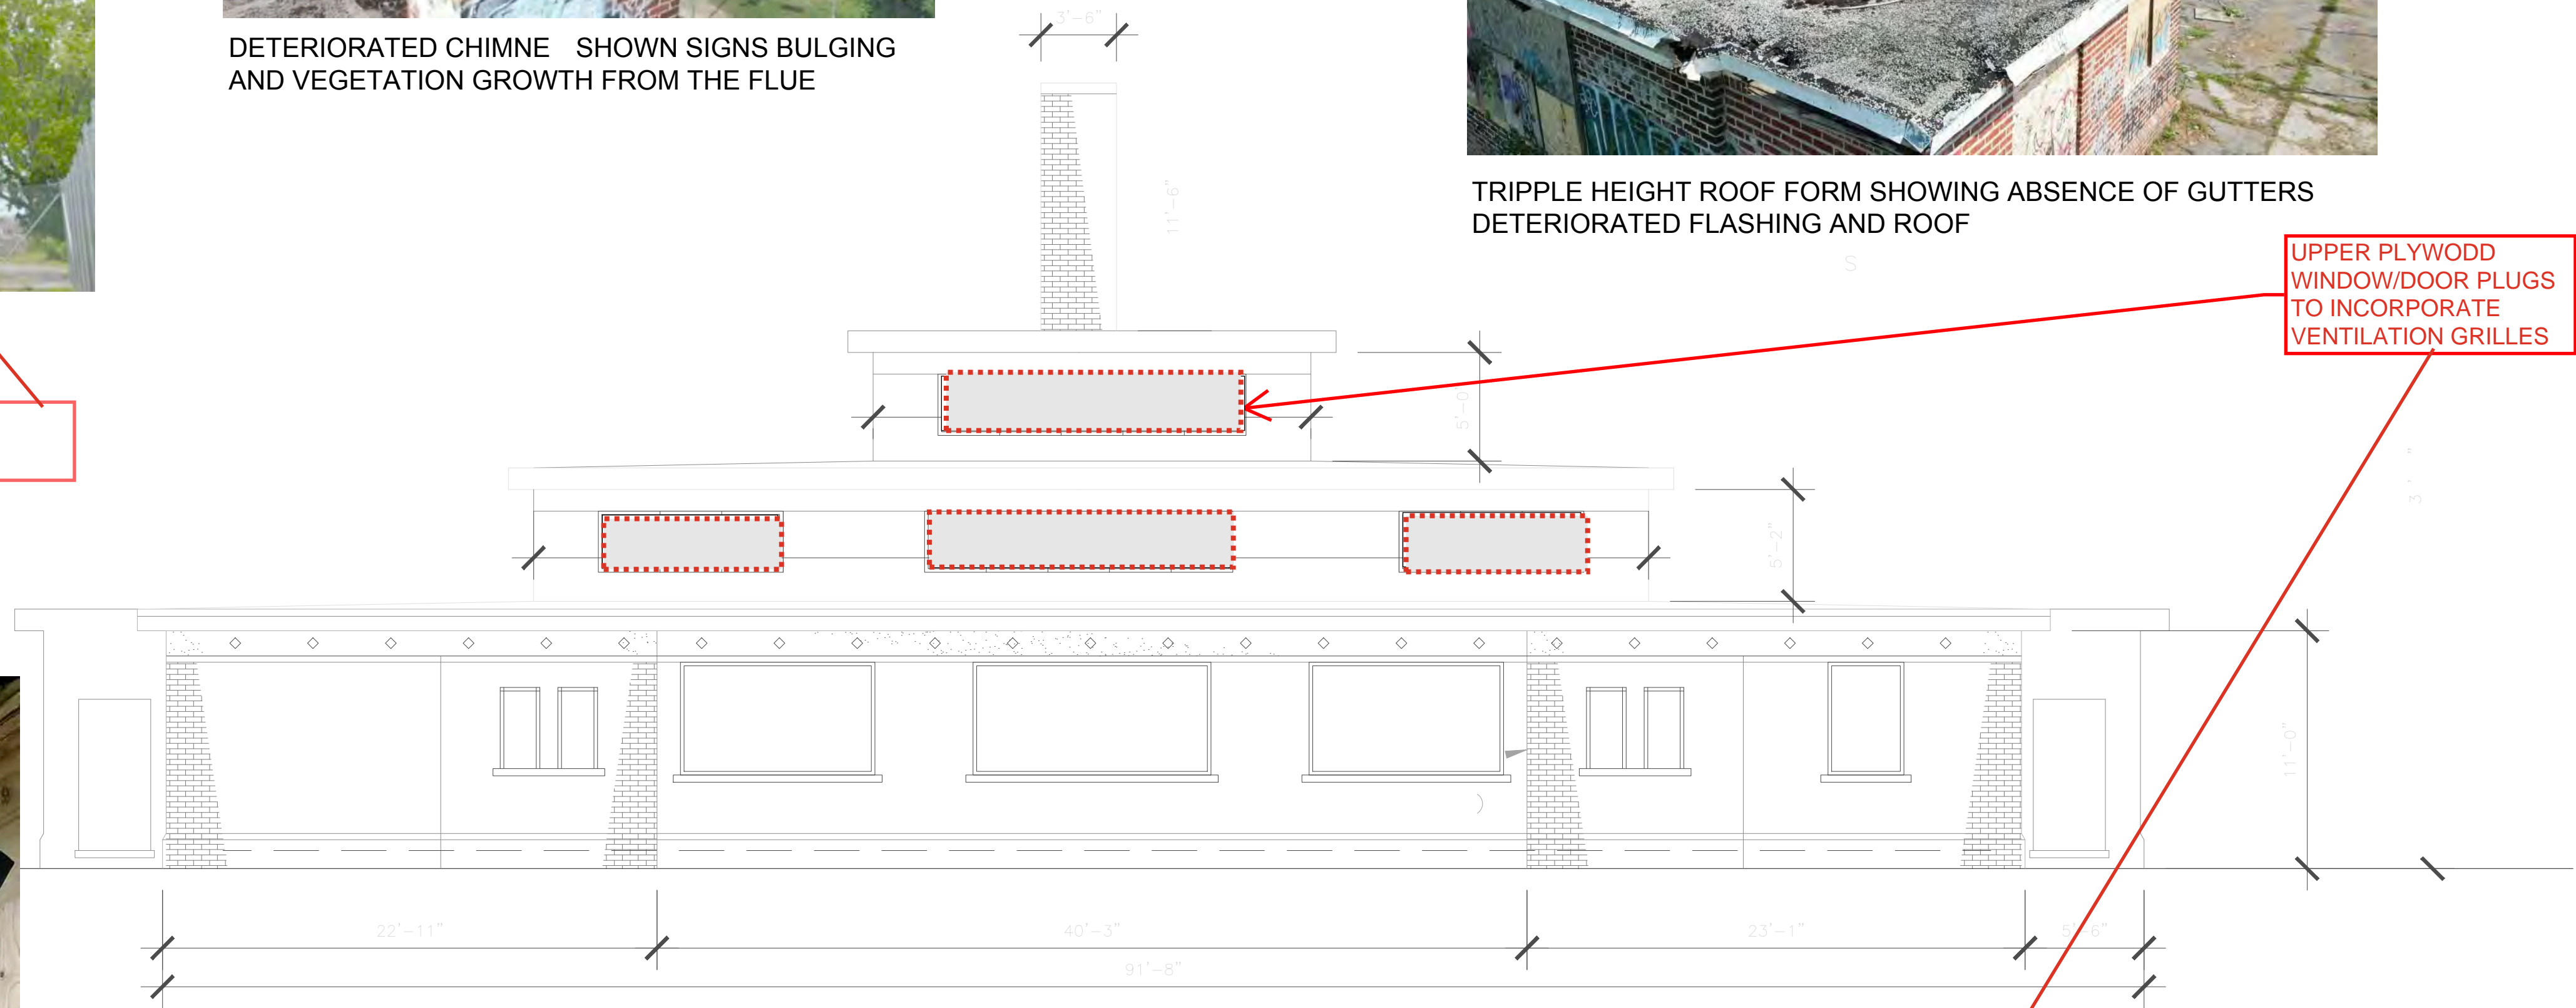 3'-6"
DETERIORATED CHIMNE SHOWN SIGNS BULGING
AND VEGETATION GROWTH FROM THE FLUE
11'-6"
TRIPPLE HEIGHT ROOF FORM SHOWING ABSENCE OF GUTTERS
DETERIORATED FLASHING AND ROOF
S
UPPER PLYWODD
WINDOW/DOOR PLUGS
TO INCORPORATE
VENTILATION GRILLES
5'-0
5'-2"
11'-0"
22'-11"
40'-3"
23'-1"
5'-6"
91'-8"